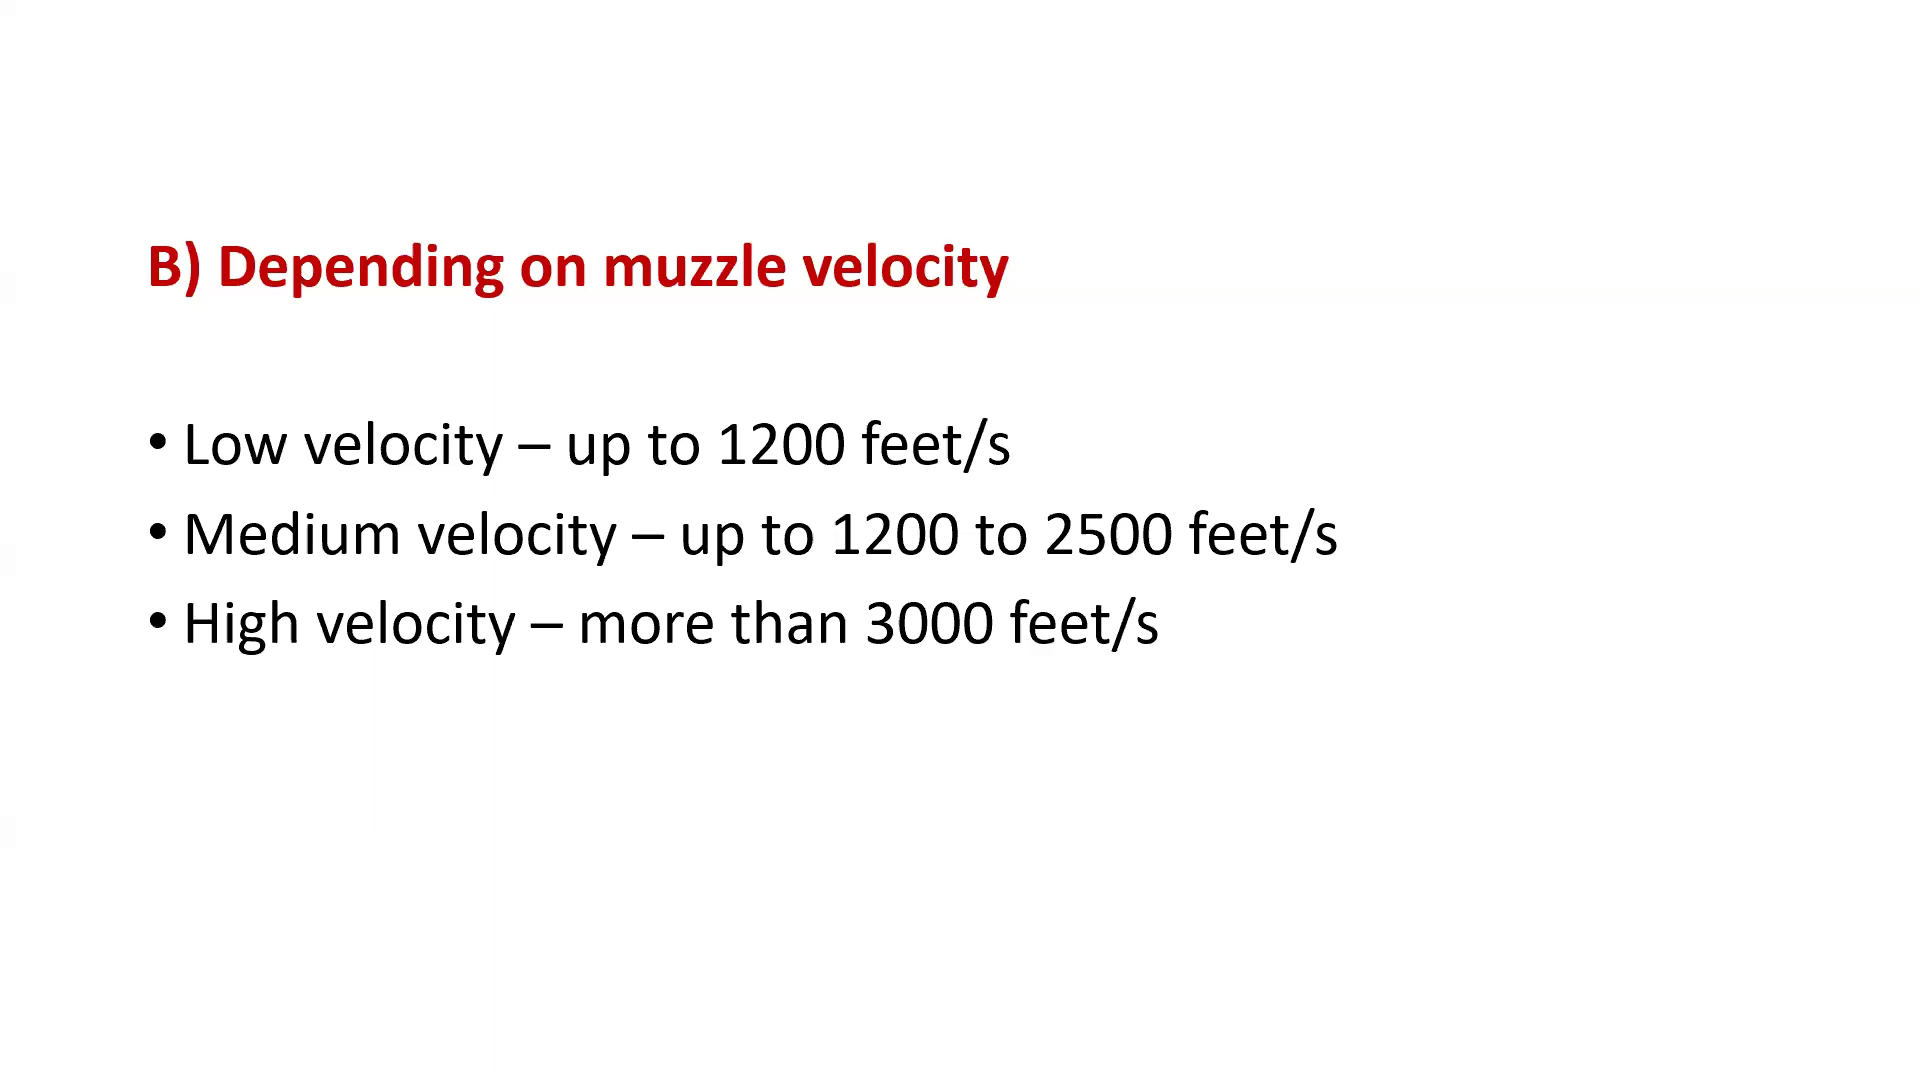 B) Depending on muzzle velocity
• Low velocity – up to 1200 feet/s
• Medium velocity – up to 1200 to 2500 feet/s
• High velocity – more than 3000 feet/s